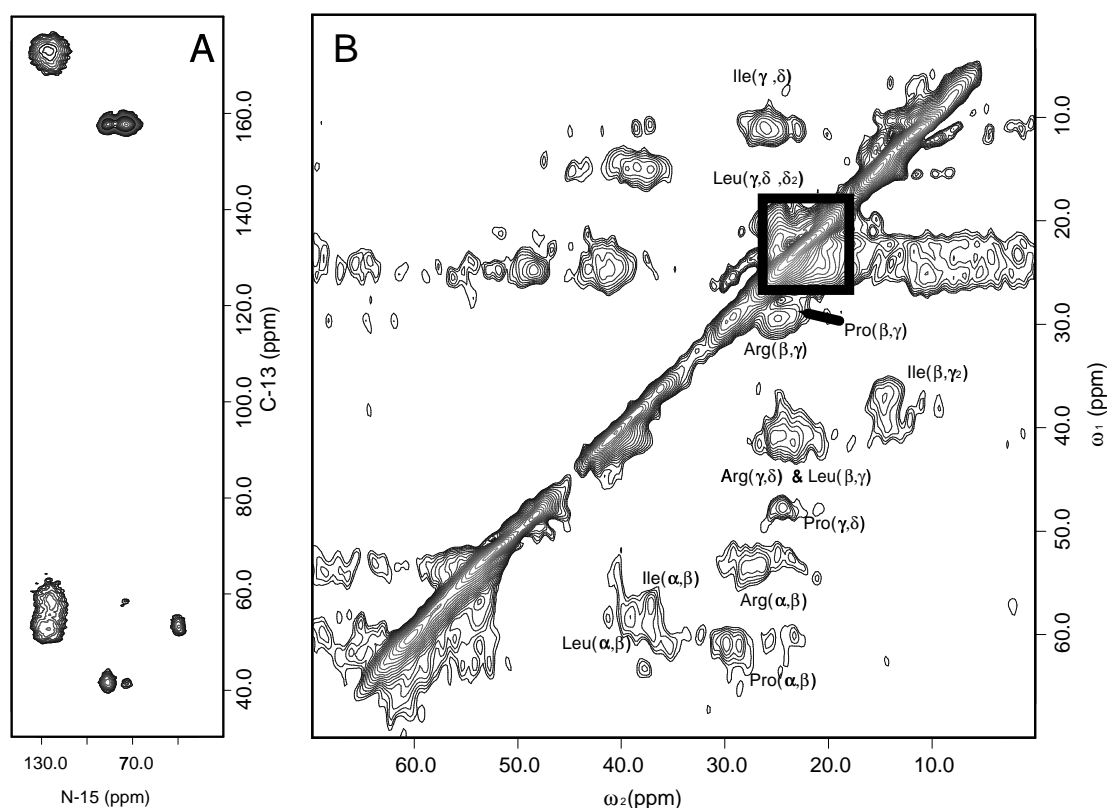 A
160.0
140.0
120.0
100.0
80.0
60.0
40.0
C-13 (ppm)
130.0 70.0
N-15 (ppm)
B
Ile(γ ,δ)
Leu(γ,δ ,δ2)
Pro(β,γ)
Arg(β,γ)
Ile(β,γ2)
Arg(γ,δ) & Leu(β,γ)
Pro(γ,δ)
Ile(α,β)
Arg(α,β)
Leu(α,β)
Pro(α,β)
10.0
20.0
30.0
40.0
50.0
60.0
ω1 (ppm)
60.0 50.0 40.0 30.0 20.0 10.0
ω2(ppm)